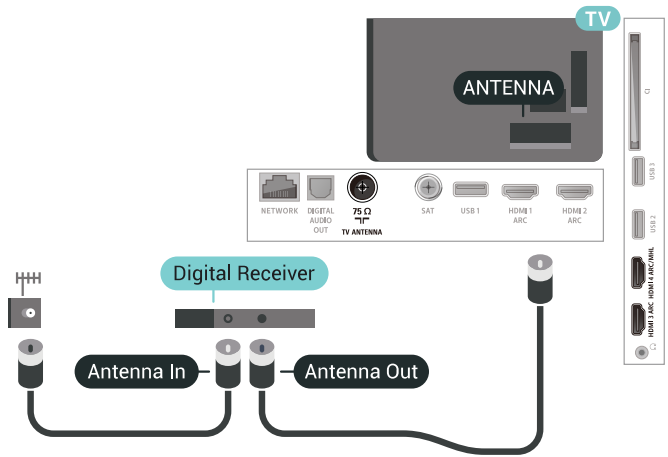 TV
ANTENNA
CI
USB 3
USB 2
HDMI 4 ARC/MHL
HDMI 3 ARC
NETWORK
DIGITAL
AUDIO
OUT
75 Ω
TV ANTENNA
SAT
USB 1
HDMI 1
ARC
HDMI 2
ARC
Digital Receiver
Antenna In
Antenna Out